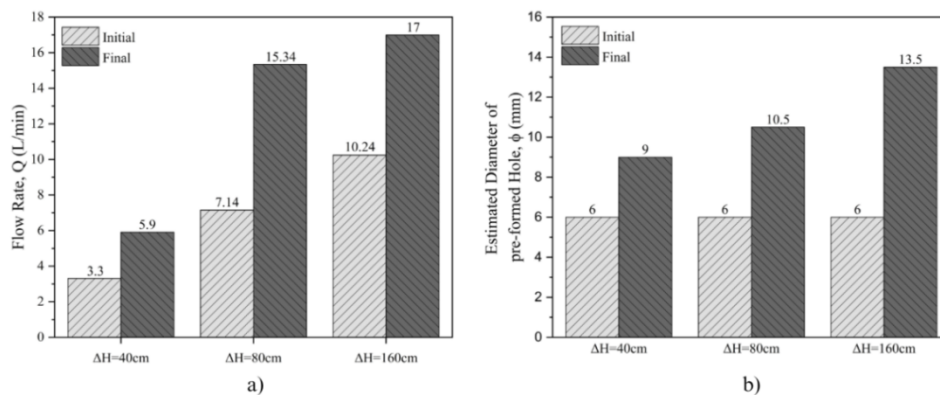 18
16
14
12
10
8
6
4
2
0
Flow Rate, Q (L/min)
Initial
Final
3.3
5.9
7.14
15.34
10.24
17
ΔH=40cm
ΔH=80cm
ΔH=160cm
a)
16
14
12
10
8
6
4
2
0
Estimated Diameter of
pre-formed Hole, ϕ (mm)
Initial
Final
6
9
6
10.5
6
13.5
ΔH=40cm
ΔH=80cm
ΔH=160cm
b)